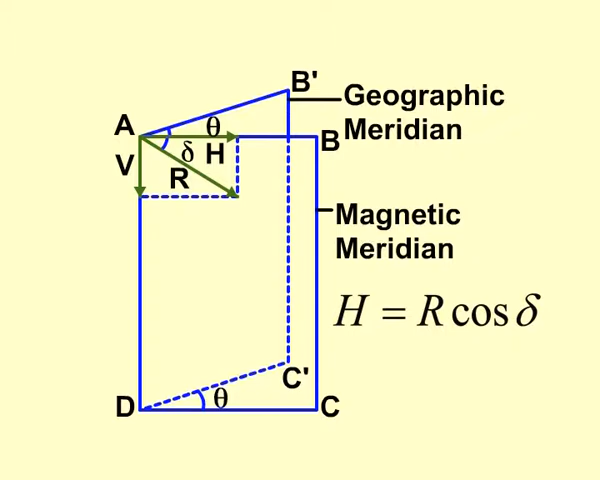 B'
Geographic
Meridian
A
θ
B
V
δ
H
R
Magnetic
Meridian
H = R cos δ
C'
D
θ
C